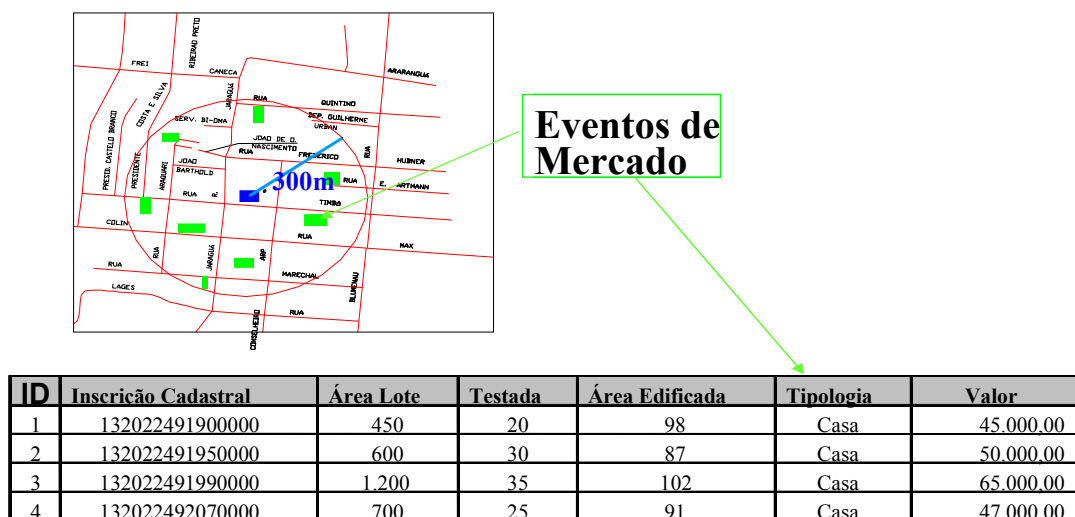 RIBEIRAO PRETO
FREI
CANECA
ARARANGUÁ
COSTA E SILVA
JARAGUÁ
RUA
QUINTINO
PRESID. CASTELO BRANCO
SERV. BI-OMA
DEP. GUILHERME
URBAN
JOAO DE O.
NASCIMENTO
RUA
FREDERICO
RUA
HUBNER
PRESIDENTE
ARAQUARI
JOAO
BARTHOLD
300m
RUA
E.
RUA
R.
TIMBO
COLIN
RUA
MAX
RUA
JARAGUÁ
ARP
RUA
MARECHAL
LAGES
BLUMENAU
RUA
CONSELHEIRO
Eventos de
Mercado
ID Inscrição Cadastral Área Lote Testada Área Edificada Tipologia Valor
1 132022491900000 450 20 98 Casa 45.000,00
2 132022491950000 600 30 87 Casa 50.000,00
3 132022491990000 1.200 35 102 Casa 65.000,00
4 132022492070000 700 25 91 Casa 47.000,00